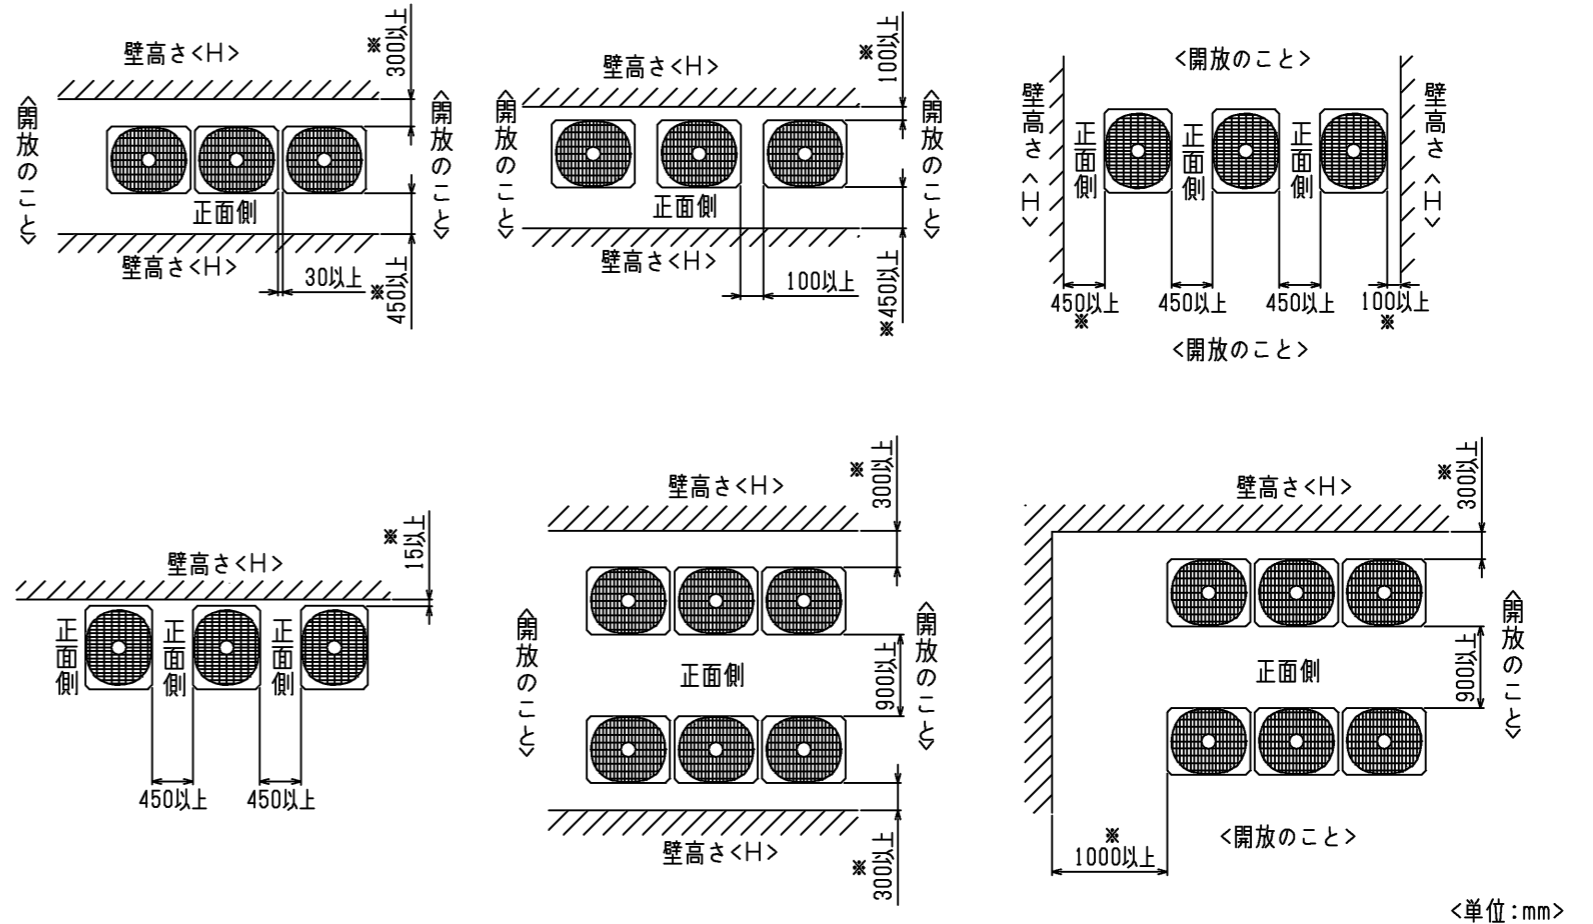 壁高さ<H>
※
300以上
<開放のこと>
<開放のこと>
正面側
壁高さ<H>
30以上
※
450以上
壁高さ<H>
※
100以上
<開放のこと>
<開放のこと>
正面側
壁高さ<H>
100以上
※450以上
<開放のこと>
壁高さ<H>
正面側
正面側
正面側
壁高さ<H>
450以上
※
450以上
450以上
100以上
※
<開放のこと>
壁高さ<H>
※
15以上
正面側
正面側
正面側
450以上
450以上
壁高さ<H>
※
300以上
<開放のこと>
正面側
900以上
<開放のこと>
壁高さ<H>
※
300以上
壁高さ<H>
※
300以上
正面側
900以上
<開放のこと>
※
1000以上
<開放のこと>
<単位:mm>